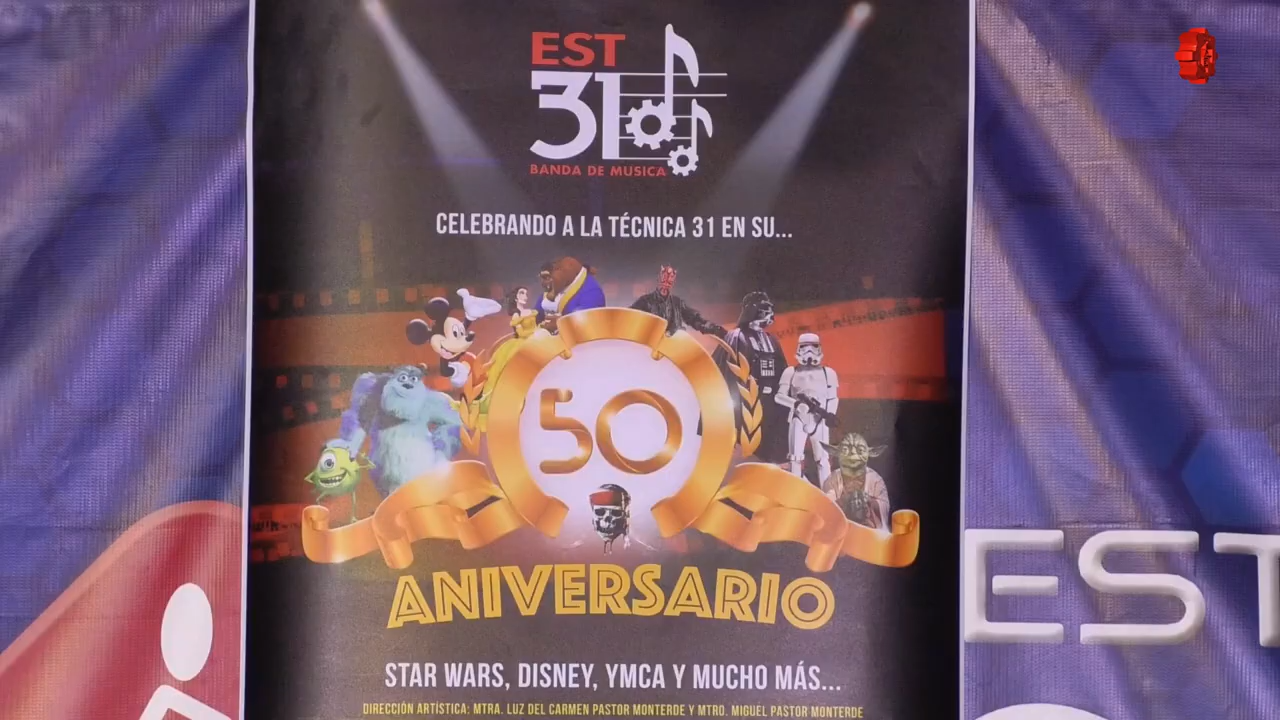 EST
31
BANDA DE MUSICA
CELEBRANDO A LA TÉCNICA 31 EN SU...
50
ANIVERSARIO
EST
STAR WARS, DISNEY, YMCA Y MUCHO MÁS...
DIRECCIÓN ARTÍSTICA: MTRA. LUZ DEL CARMEN PASTOR MONTERDE Y MTRO. MIGUEL PASTOR MONTERDE